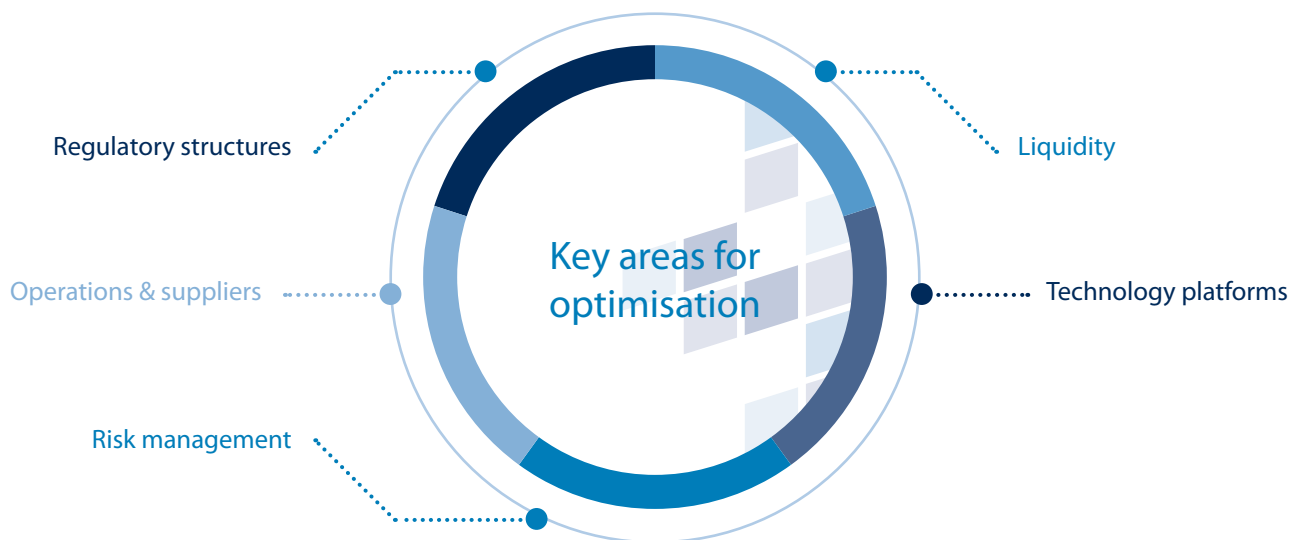 Regulatory structures
Liquidity
Key areas for
optimisation
Operations & suppliers
Technology platforms
Risk management